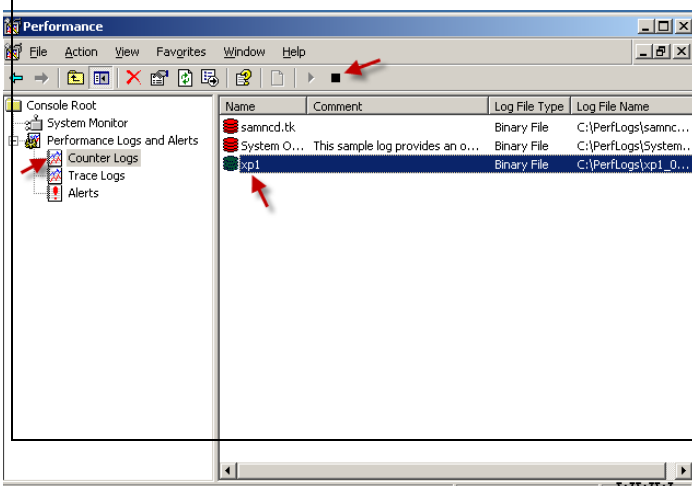 Performance
File Action View Favorites Window Help
Console Root
System Monitor
Performance Logs and Alerts
Counter Logs
Trace Logs
Alerts
Name Comment Log File Type Log File Name
samncd.tk Binary File C:\PerfLogs\samnc...
System O... This sample log provides an o... Binary File C:\PerfLogs\System...
xp1 Binary File C:\PerfLogs\xp1_0...